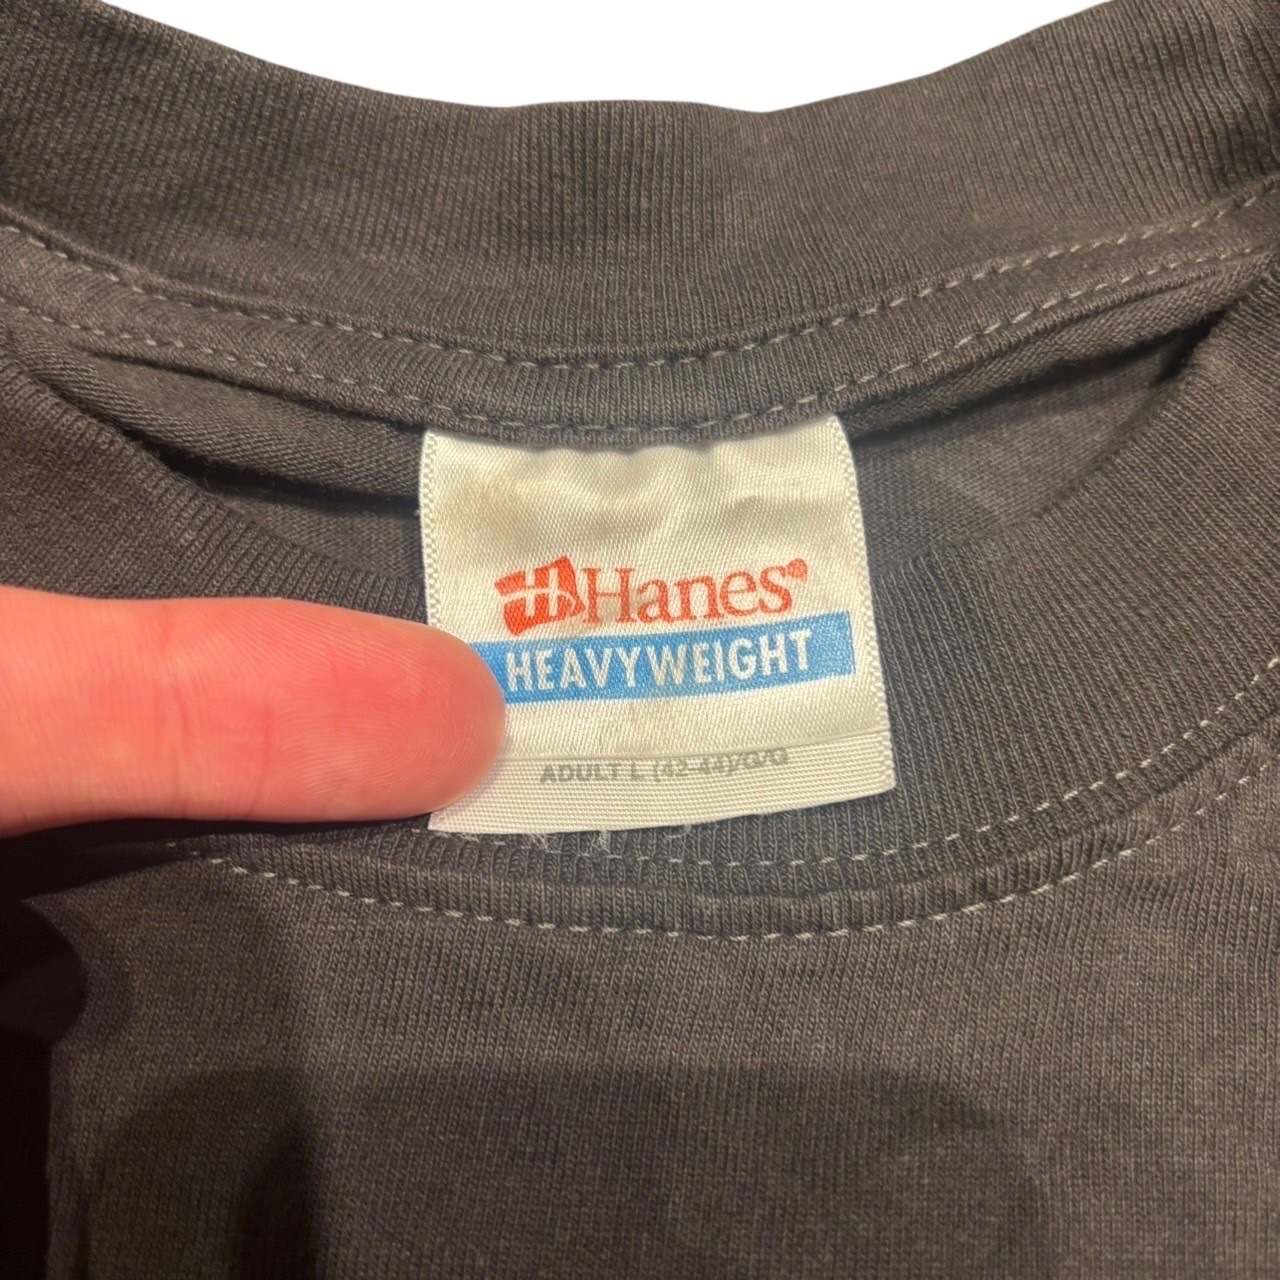 H Hanes
HEAVYWEIGHT
ADULT L (42-44)/G/G